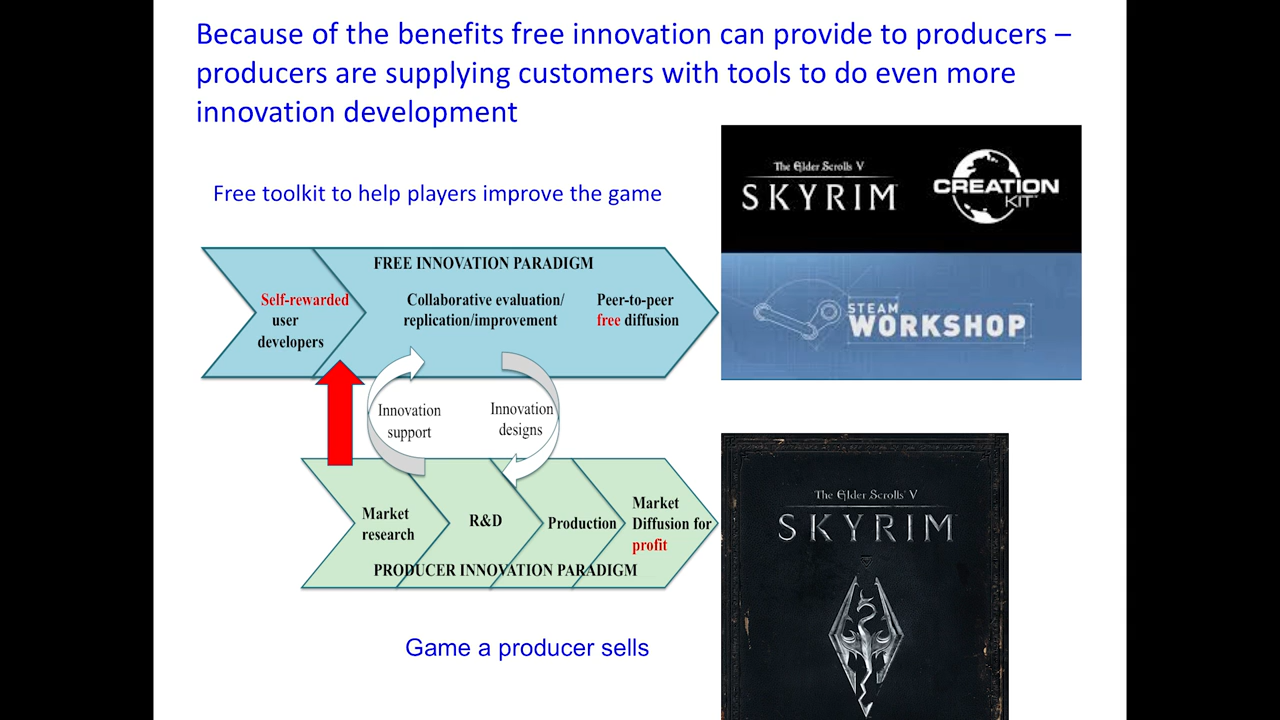 Because of the benefits free innovation can provide to producers –
producers are supplying customers with tools to do even more
innovation development
Free toolkit to help players improve the game
The Elder Scrolls V
SKYRIM
CREATION
KIT
STEAM
WORKSHOP
FREE INNOVATION PARADIGM
Self-rewarded
user
developers
Collaborative evaluation/
replication/improvement
Peer-to-peer
free diffusion
Innovation
support
Innovation
designs
Market
research
R&D
Production
Market
Diffusion for
profit
PRODUCER INNOVATION PARADIGM
The Elder Scrolls V
SKYRIM
Game a producer sells